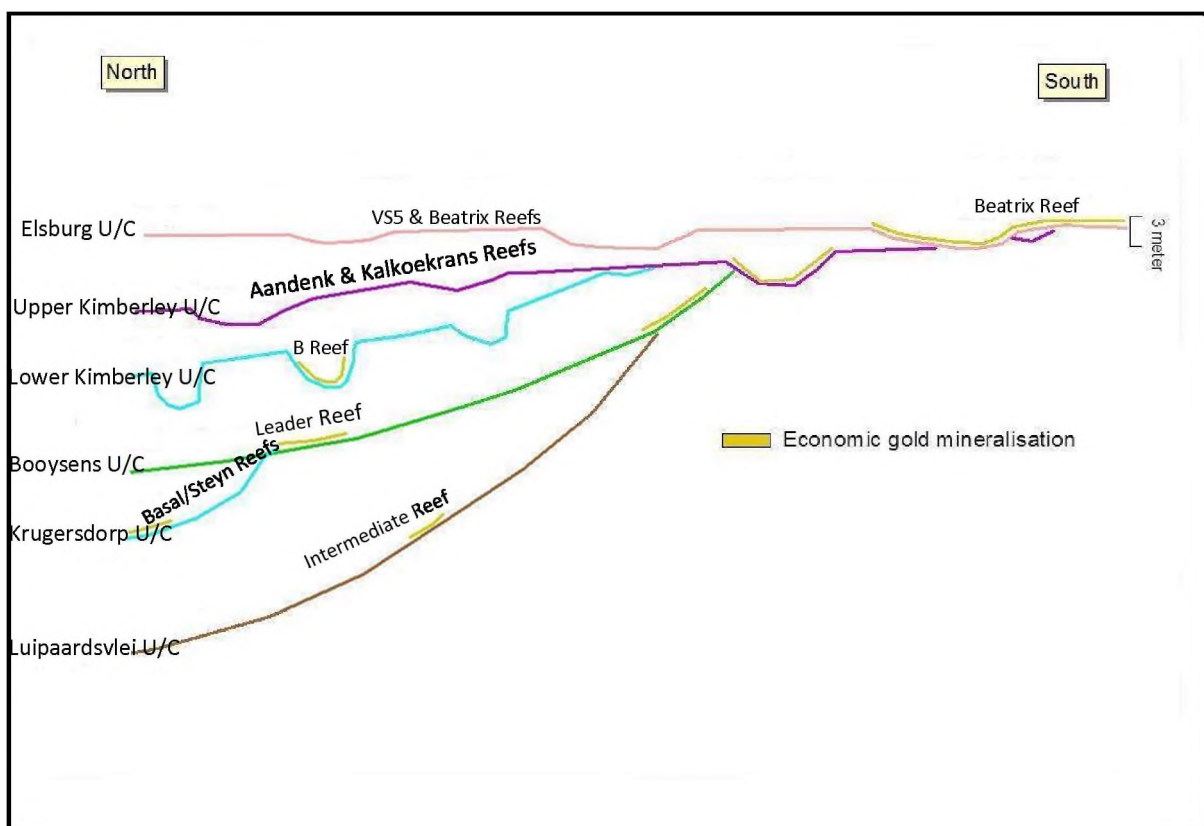 North
South
Beatrix Reef
VS5 & Beatrix Reefs
Elsburg U/C
3 meter
Aandenk & Kalkoekrans Reefs
Upper Kimberley U/C
B Reef
Lower Kimberley U/C
Leader Reef
Economic gold mineralisation
Booysens U/C
Basal/Steyn Reefs
Krugersdorp U/C
Intermediate Reef
Luipaardsvlei U/C